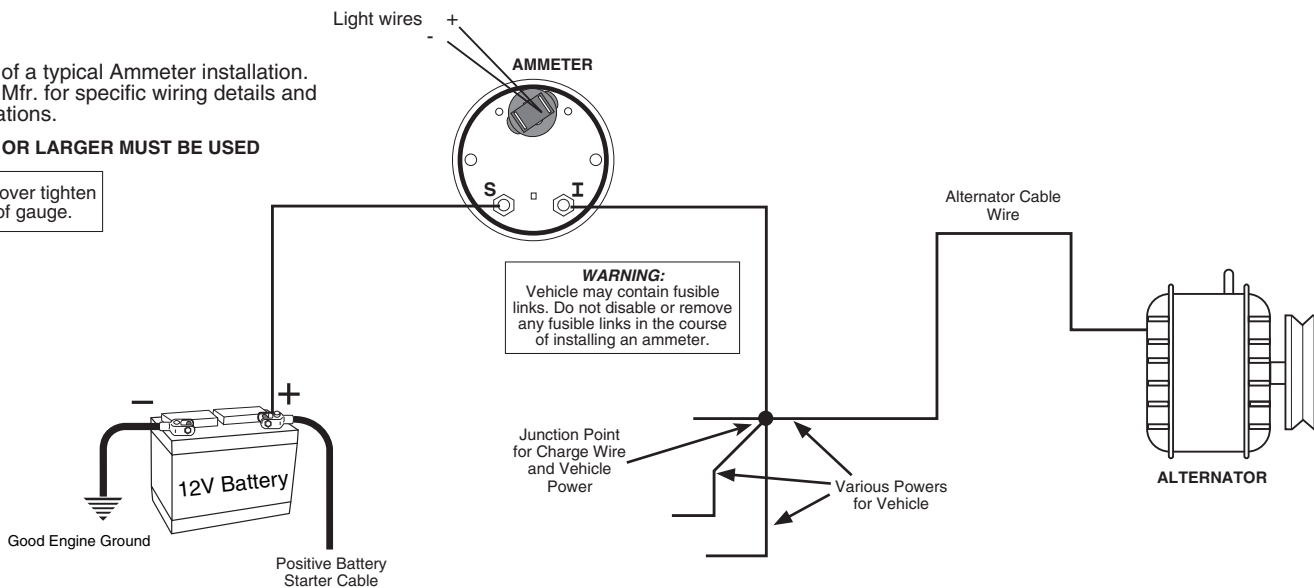 Light wires +
-
of a typical Ammeter installation.
Mfr. for specific wiring details and
ations.
OR LARGER MUST BE USED
over tighten
of gauge.
AMMETER
S
I
Alternator Cable
Wire
WARNING:
Vehicle may contain fusible
links. Do not disable or remove
any fusible links in the course
of installing an ammeter.
− +
12V Battery
Good Engine Ground
Positive Battery
Starter Cable
Junction Point
for Charge Wire
and Vehicle
Power
Various Powers
for Vehicle
ALTERNATOR